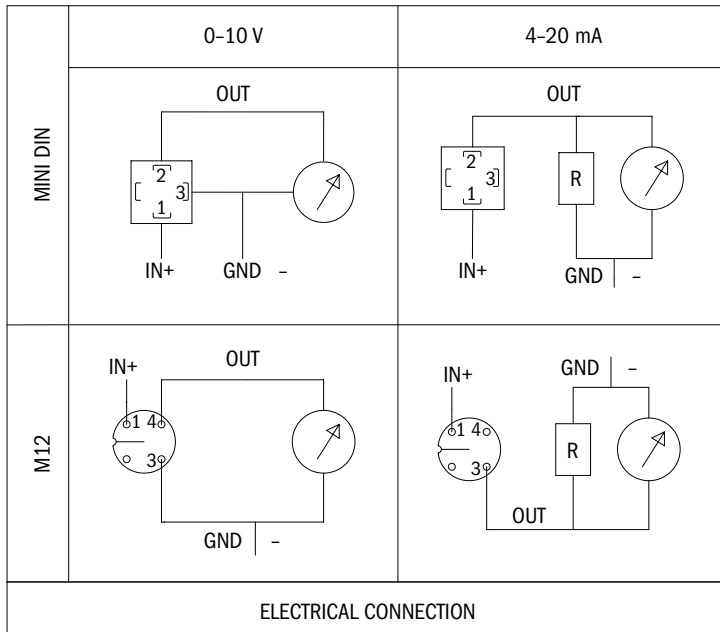 0–10 V
4–20 mA
MINI DIN
OUT
2
3
1
IN+
GND –
OUT
2
3
1
R
IN+
GND –
M12
OUT
IN+
1 4
3
GND –
GND –
IN+
1 4
R
3
OUT
ELECTRICAL CONNECTION